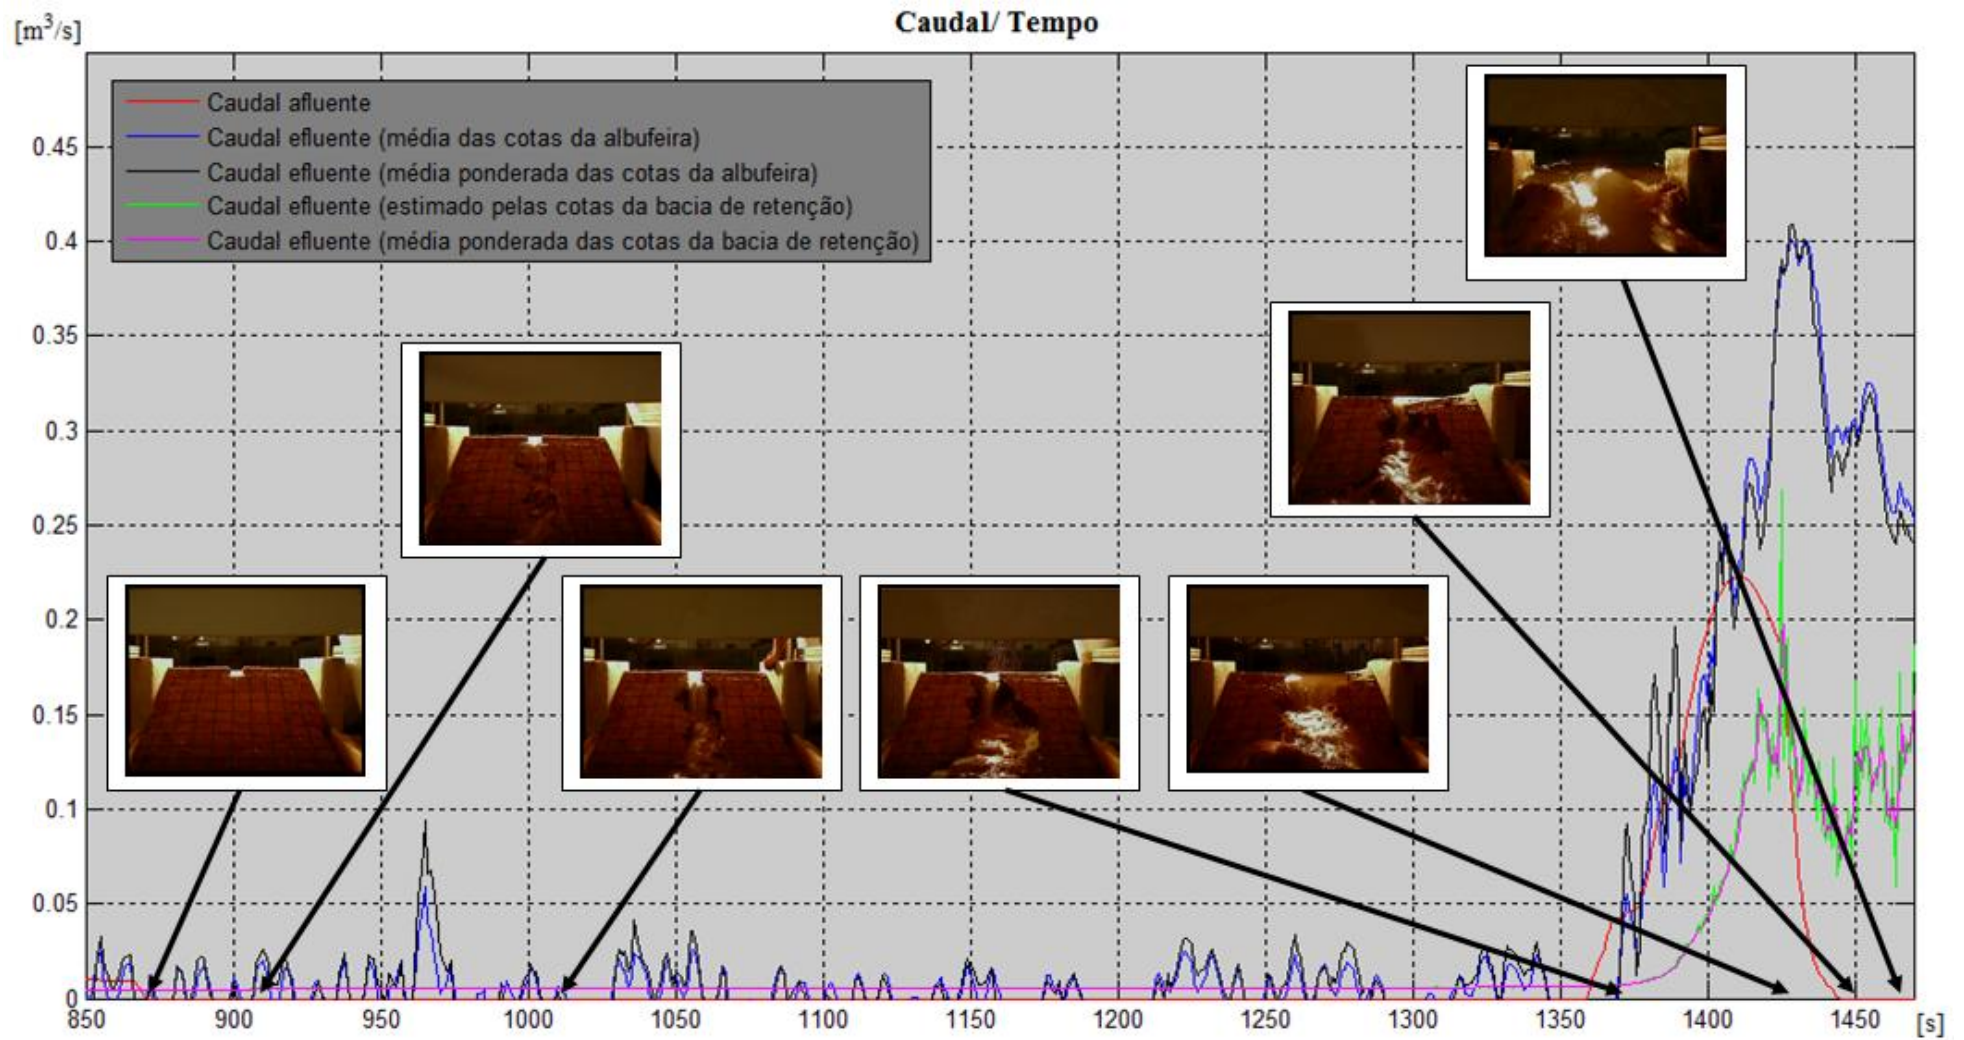 Caudal/ Tempo
[m³/s]
Caudal afluente
Caudal efluente (média das cotas da albufeira)
Caudal efluente (média ponderada das cotas da albufeira)
Caudal efluente (estimado pelas cotas da bacia de retenção)
Caudal efluente (média ponderada das cotas da bacia de retenção)
0.45
0.4
0.35
0.3
0.25
0.2
0.15
0.1
0.05
0
850 900 950 1000 1050 1100 1150 1200 1250 1300 1350 1400 1450 [s]